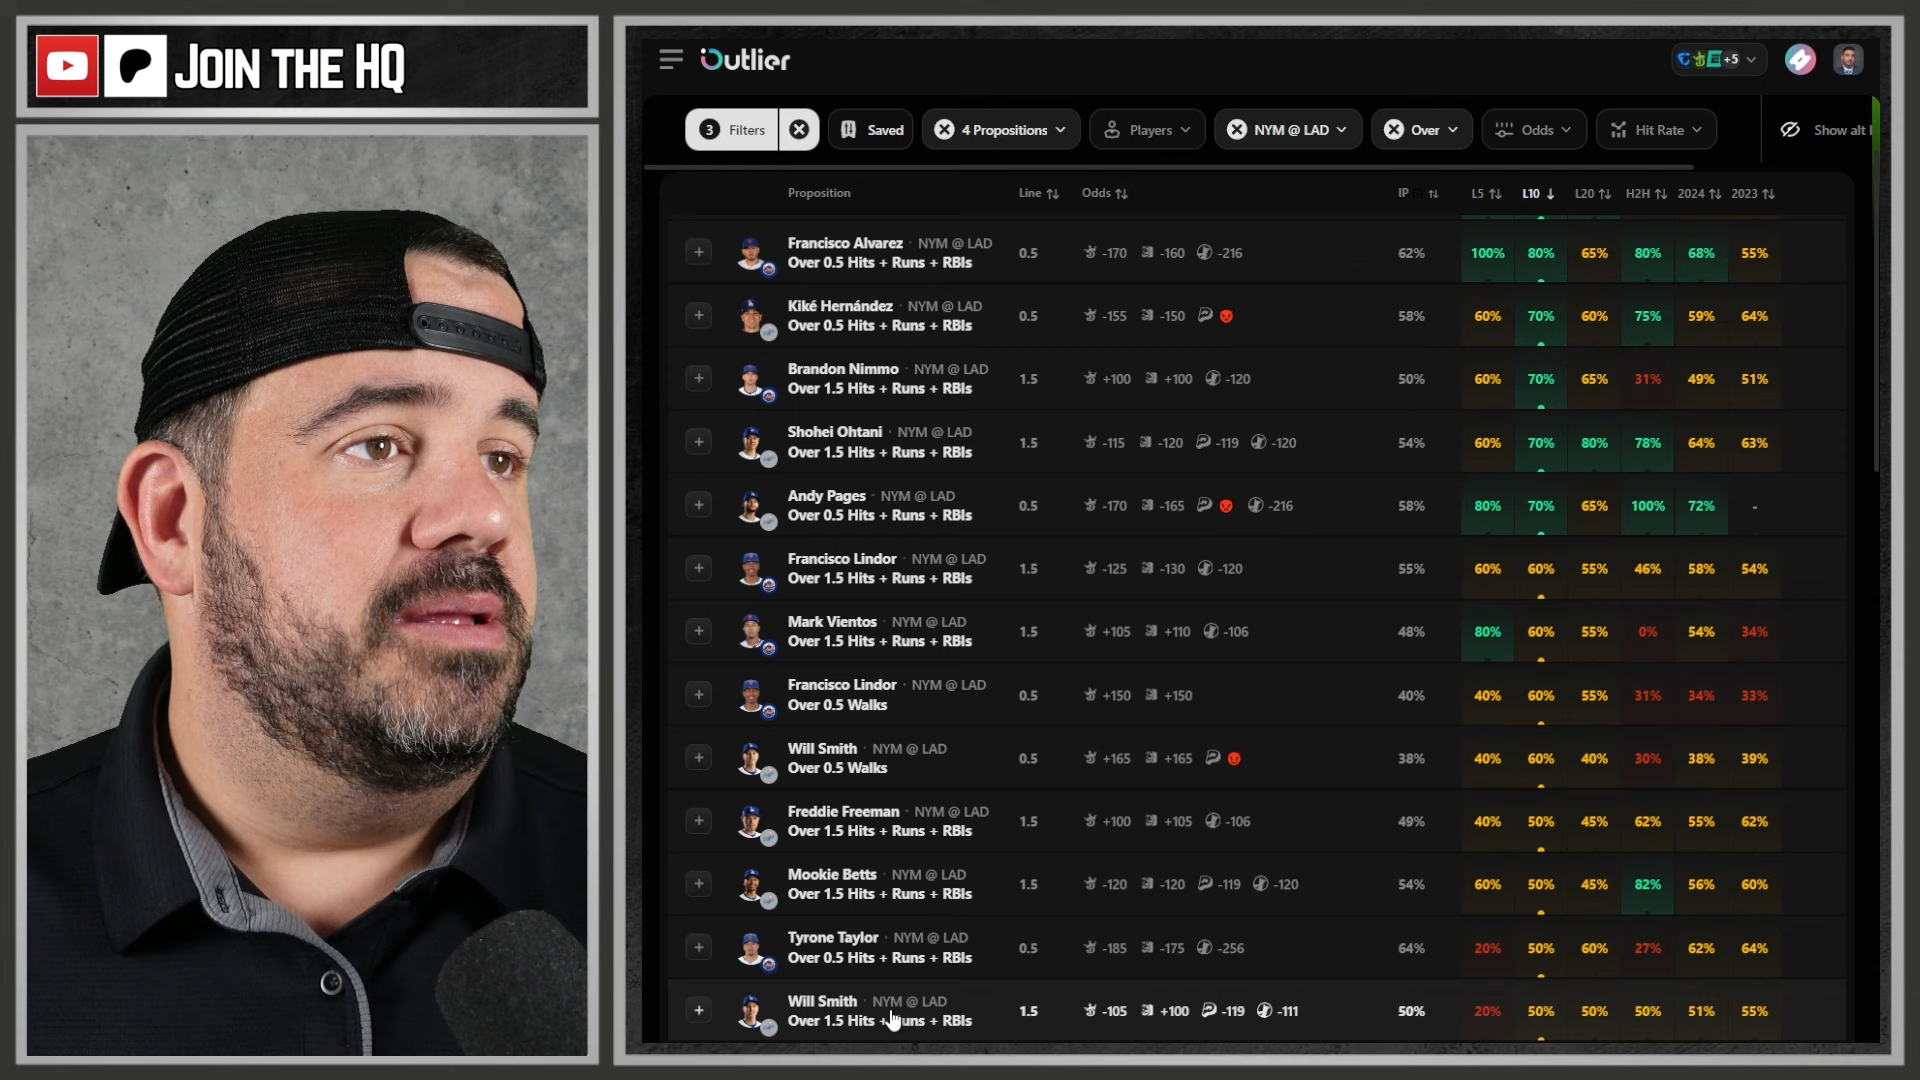 JOIN THE HQ
Outlier
+5
3 Filters
Saved
4 Propositions
Players
NYM @ LAD
Over
Odds
Hit Rate
Show alt
Proposition Line Odds IP L5 L10 L20 H2H 2024 2023
Francisco Alvarez · NYM @ LAD
Over 0.5 Hits + Runs + RBIs
0.5 -170 -160 -216 62% 100% 80% 65% 80% 68% 55%
Kiké Hernández · NYM @ LAD
Over 0.5 Hits + Runs + RBIs
0.5 -155 -150 58% 60% 70% 60% 75% 59% 64%
Brandon Nimmo · NYM @ LAD
Over 1.5 Hits + Runs + RBIs
1.5 +100 +100 -120 50% 60% 70% 65% 31% 49% 51%
Shohei Ohtani · NYM @ LAD
Over 1.5 Hits + Runs + RBIs
1.5 -115 -120 -119 -120 54% 60% 70% 80% 78% 64% 63%
Andy Pages · NYM @ LAD
Over 0.5 Hits + Runs + RBIs
0.5 -170 -165 -216 58% 80% 70% 65% 100% 72% -
Francisco Lindor · NYM @ LAD
Over 1.5 Hits + Runs + RBIs
1.5 -125 -130 -120 55% 60% 60% 55% 46% 58% 54%
Mark Vientos · NYM @ LAD
Over 1.5 Hits + Runs + RBIs
1.5 +105 +110 -106 48% 80% 60% 55% 0% 54% 34%
Francisco Lindor · NYM @ LAD
Over 0.5 Walks
0.5 +150 +150 40% 40% 60% 55% 31% 34% 33%
Will Smith · NYM @ LAD
Over 0.5 Walks
0.5 +165 +165 38% 40% 60% 40% 30% 38% 39%
Freddie Freeman · NYM @ LAD
Over 1.5 Hits + Runs + RBIs
1.5 +100 +105 -106 49% 40% 50% 45% 62% 55% 62%
Mookie Betts · NYM @ LAD
Over 1.5 Hits + Runs + RBIs
1.5 -120 -120 -119 -120 54% 60% 50% 45% 82% 56% 60%
Tyrone Taylor · NYM @ LAD
Over 0.5 Hits + Runs + RBIs
0.5 -185 -175 -256 64% 20% 50% 60% 27% 62% 64%
Will Smith · NYM @ LAD
Over 1.5 Hits + Runs + RBIs
1.5 -105 +100 -119 -111 50% 20% 50% 50% 50% 51% 55%